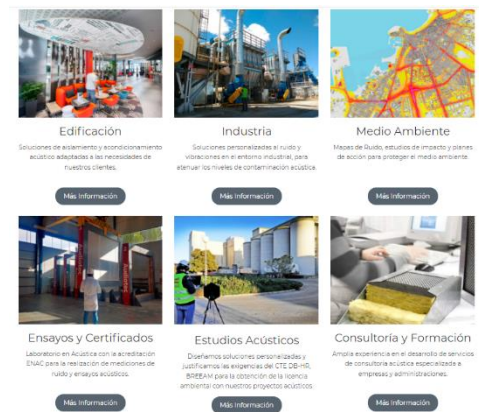 Edificación
Soluciones de aislamiento y acondicionamiento
acústico adaptadas a las necesidades de
nuestros clientes.
Más Información
Industria
Soluciones personalizadas al ruido y
vibraciones en el entorno industrial, para
atenuar los niveles de contaminación acústica.
Más Información
Medio Ambiente
Mapas de Ruido, estudios de impacto y planes
de acción para proteger el medio ambiente.
Más Información
Ensayos y Certificados
Laboratorio en Acústica con la acreditación
ENAC para la realización de mediciones de
ruido y ensayos acústicos.
Más Información
Estudios Acústicos
Diseñamos soluciones personalizadas y
justificamos las exigencias del CTE DB-HR,
BREEAM para la obtención de la licencia
ambiental con nuestros proyectos acústicos.
Más Información
Consultoría y Formación
Amplia experiencia en el desarollo de servicios
de consultoría acústica especializada a
empresas y administraciones.
Más Información